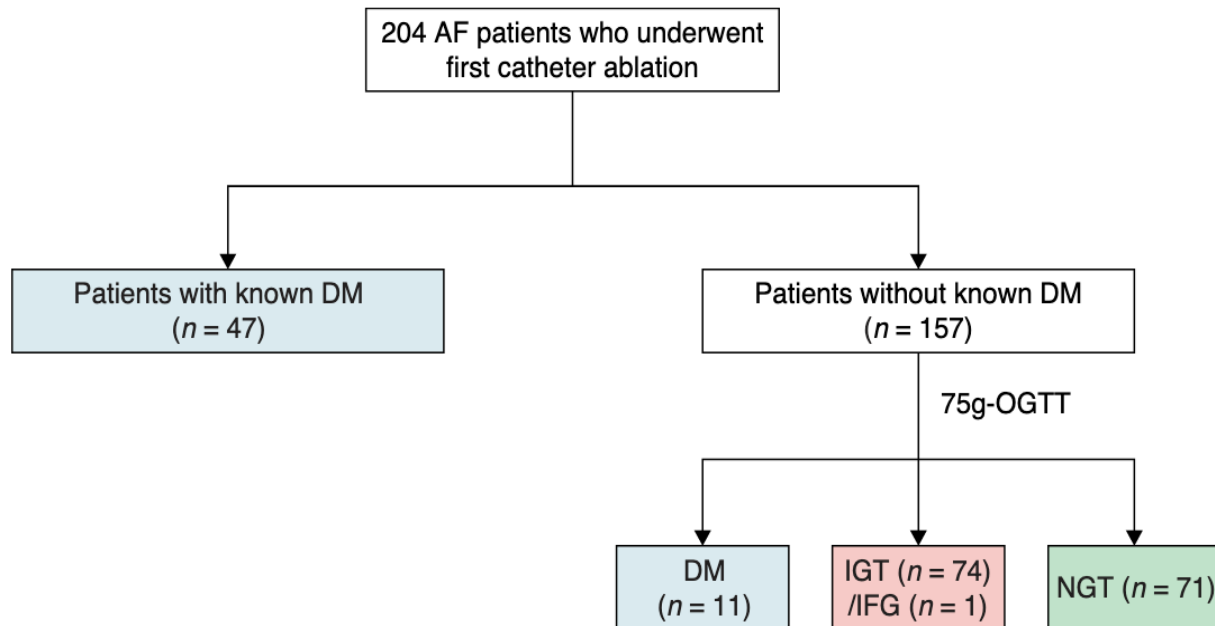 204 AF patients who underwent
first catheter ablation
Patients with known DM
(n = 47)
Patients without known DM
(n = 157)
75g-OGTT
DM
(n = 11)
IGT (n = 74)
/IFG (n = 1)
NGT (n = 71)